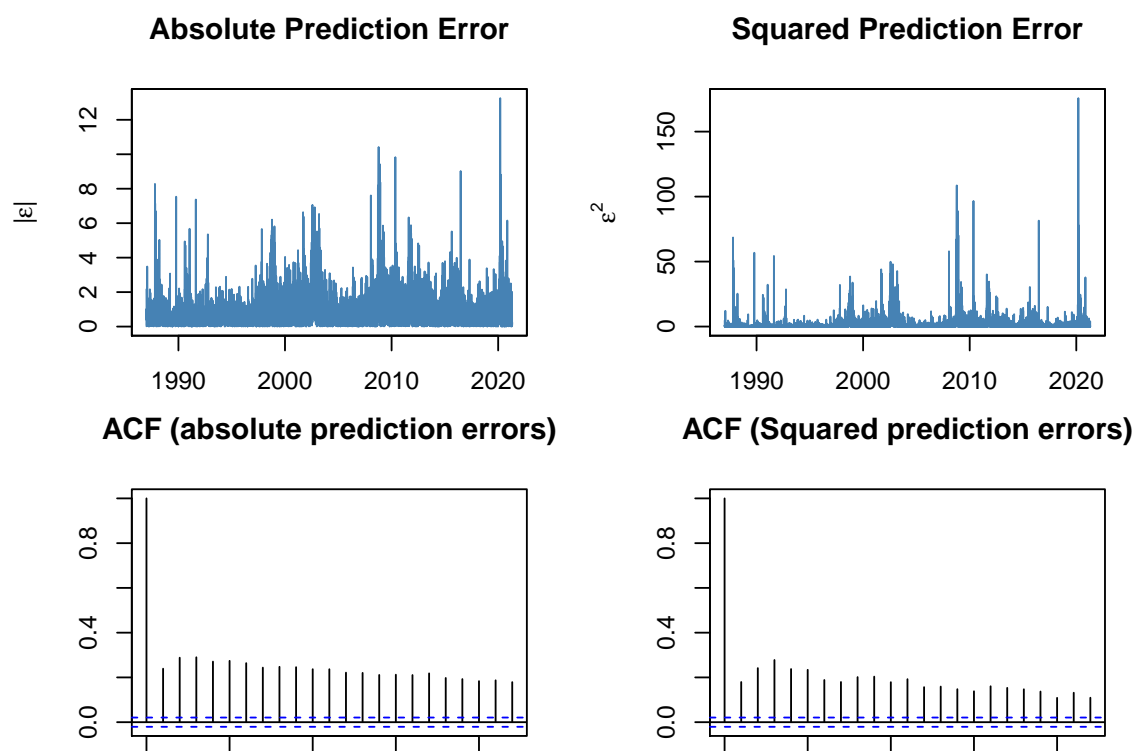 Absolute Prediction Error
|ε|
12
8
6
4
2
0
1990 2000 2010 2020
Squared Prediction Error
ε²
150
100
50
0
1990 2000 2010 2020
ACF (absolute prediction errors)
0.8
0.4
0.0
ACF (Squared prediction errors)
0.8
0.4
0.0